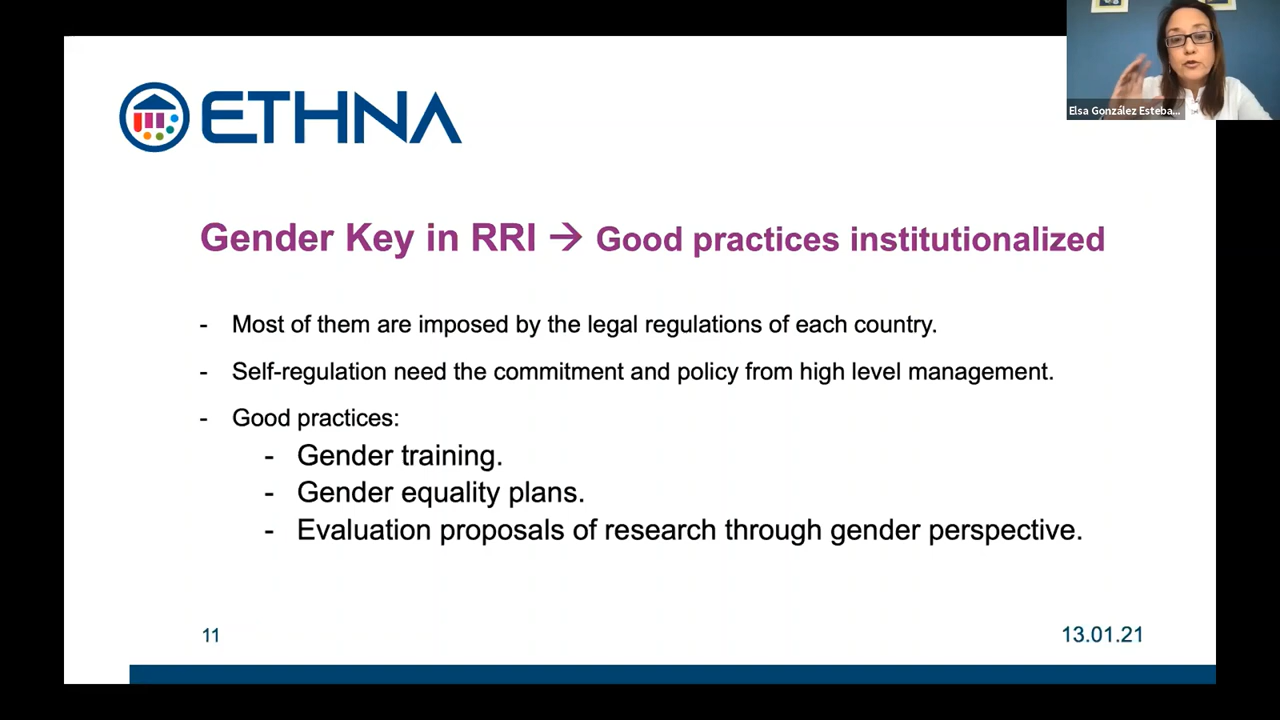 Elsa González Esteba...
ETHNA
Gender Key in RRI → Good practices institutionalized
- Most of them are imposed by the legal regulations of each country.
- Self-regulation need the commitment and policy from high level management.
- Good practices:
- Gender training.
- Gender equality plans.
- Evaluation proposals of research through gender perspective.
11
13.01.21